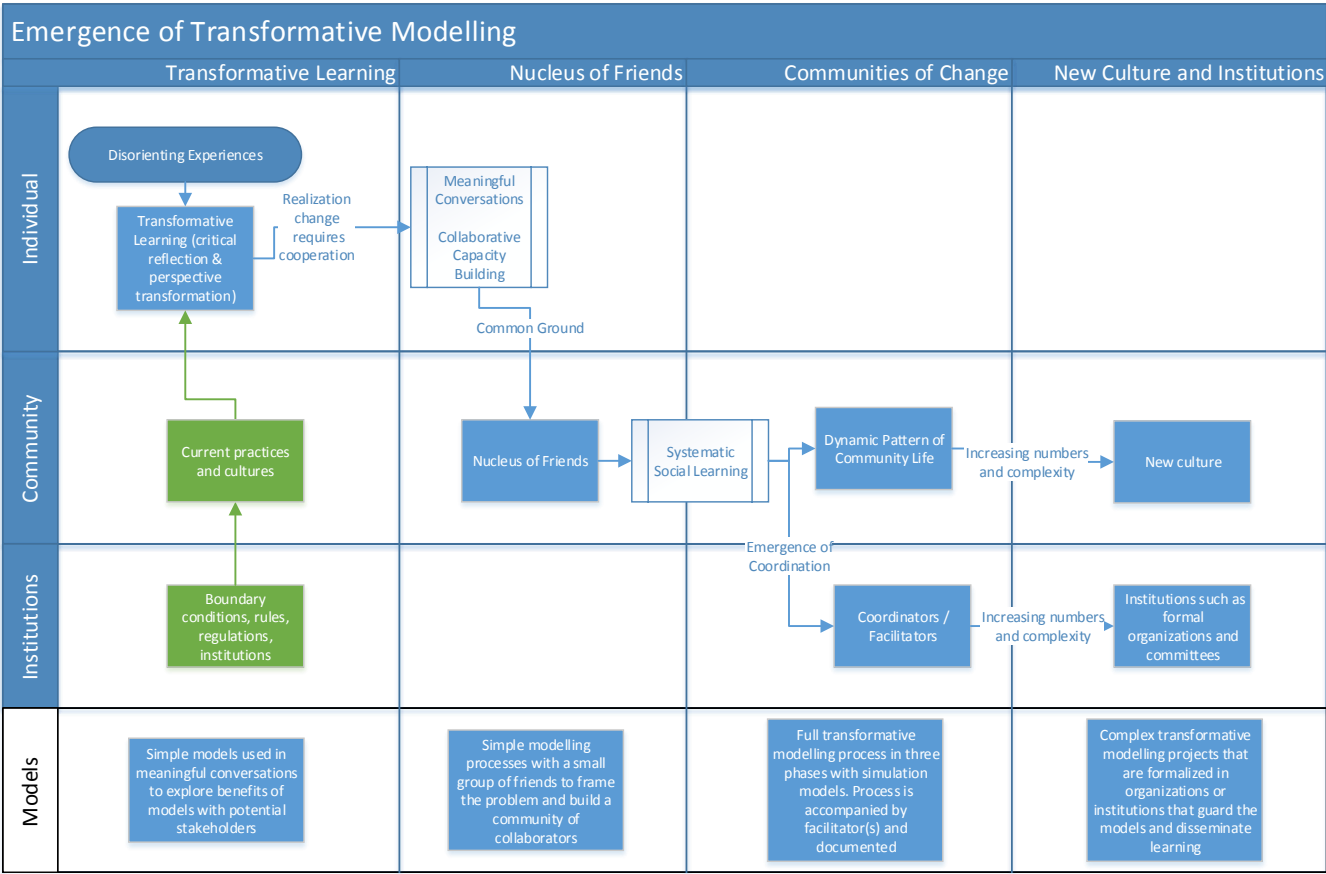 Emergence of Transformative Modelling
Transformative Learning
Nucleus of Friends
Communities of Change
New Culture and Institutions
Individual
Disorienting Experiences
Transformative
Learning (critical
reflection &
perspective
transformation)
Realization
change
requires
cooperation
Meaningful
Conversations
Collaborative
Capacity
Building
Common Ground
Community
Current practices
and cultures
Nucleus of Friends
Systematic
Social Learning
Dynamic Pattern of
Community Life
Increasing numbers
and complexity
New culture
Emergence of
Coordination
Institutions
Boundary
conditions, rules,
regulations,
institutions
Coordinators /
Facilitators
Increasing numbers
and complexity
Institutions such as
formal
organizations and
committees
Models
Simple models used in
meaningful conversations
to explore benefits of
models with potential
stakeholders
Simple modelling
processes with a small
group of friends to frame
the problem and build a
community of
collaborators
Full transformative
modelling process in three
phases with simulation
models. Process is
accompanied by
facilitator(s) and
documented
Complex transformative
modelling projects that
are formalized in
organizations or
institutions that guard the
models and disseminate
learning